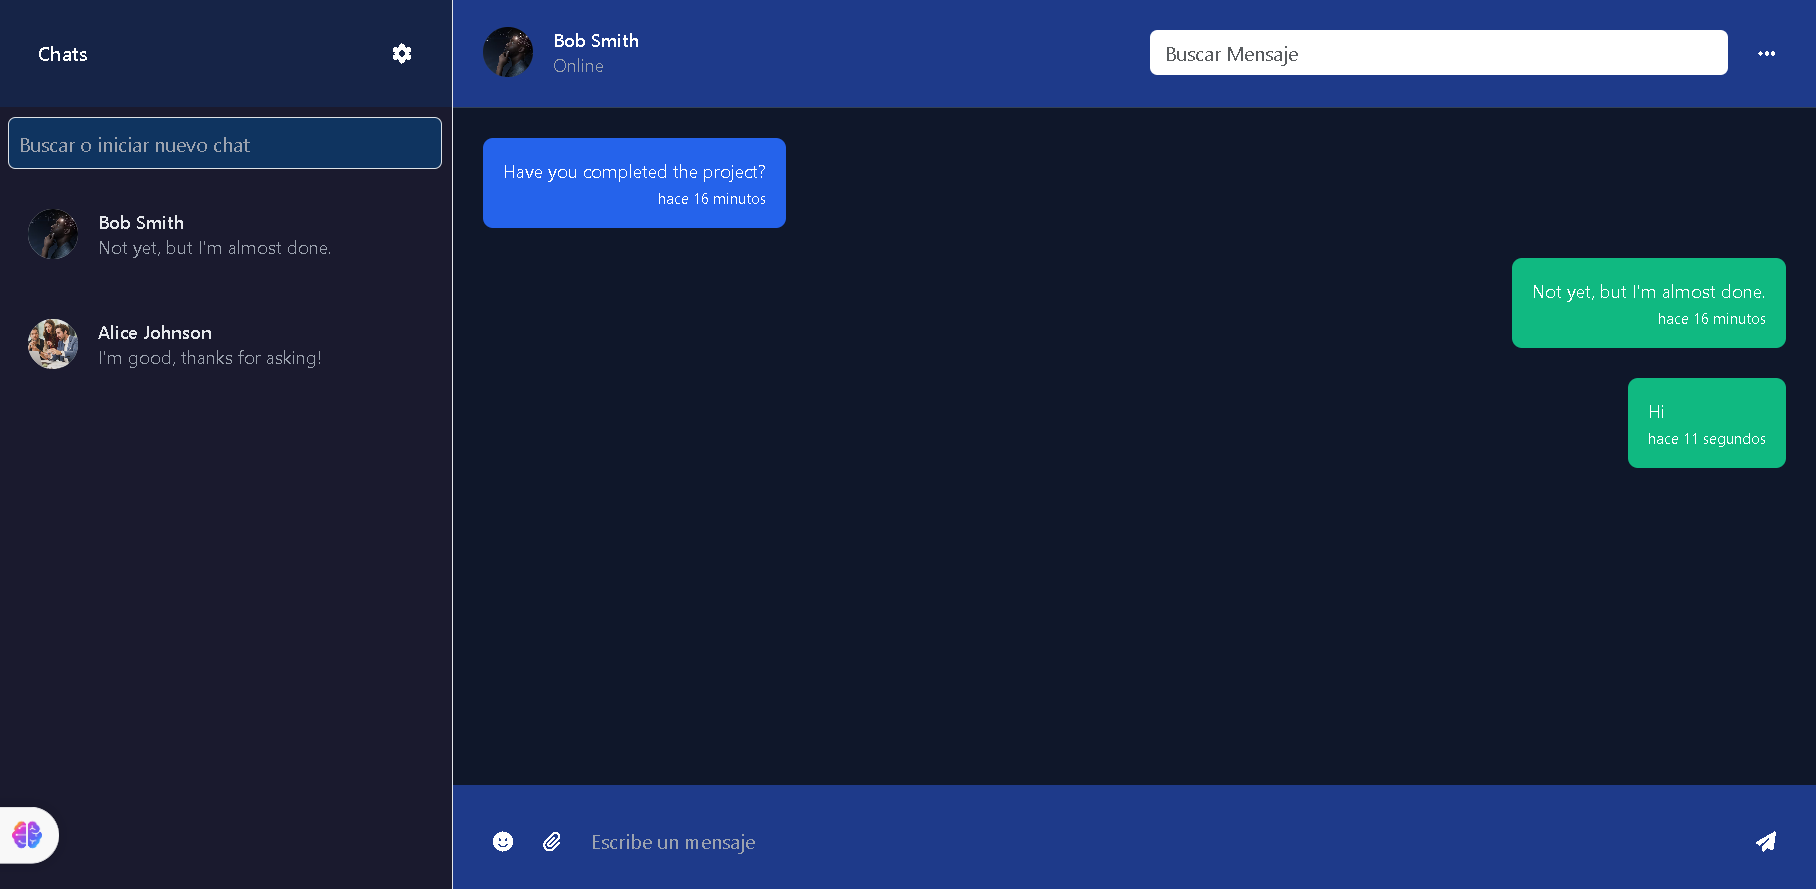 Chats
Buscar o iniciar nuevo chat
Bob Smith
Not yet, but I'm almost done.
Alice Johnson
I'm good, thanks for asking!
Bob Smith
Online
Buscar Mensaje
Have you completed the project?
hace 16 minutos
Not yet, but I'm almost done.
hace 16 minutos
Hi
hace 11 segundos
Escribe un mensaje